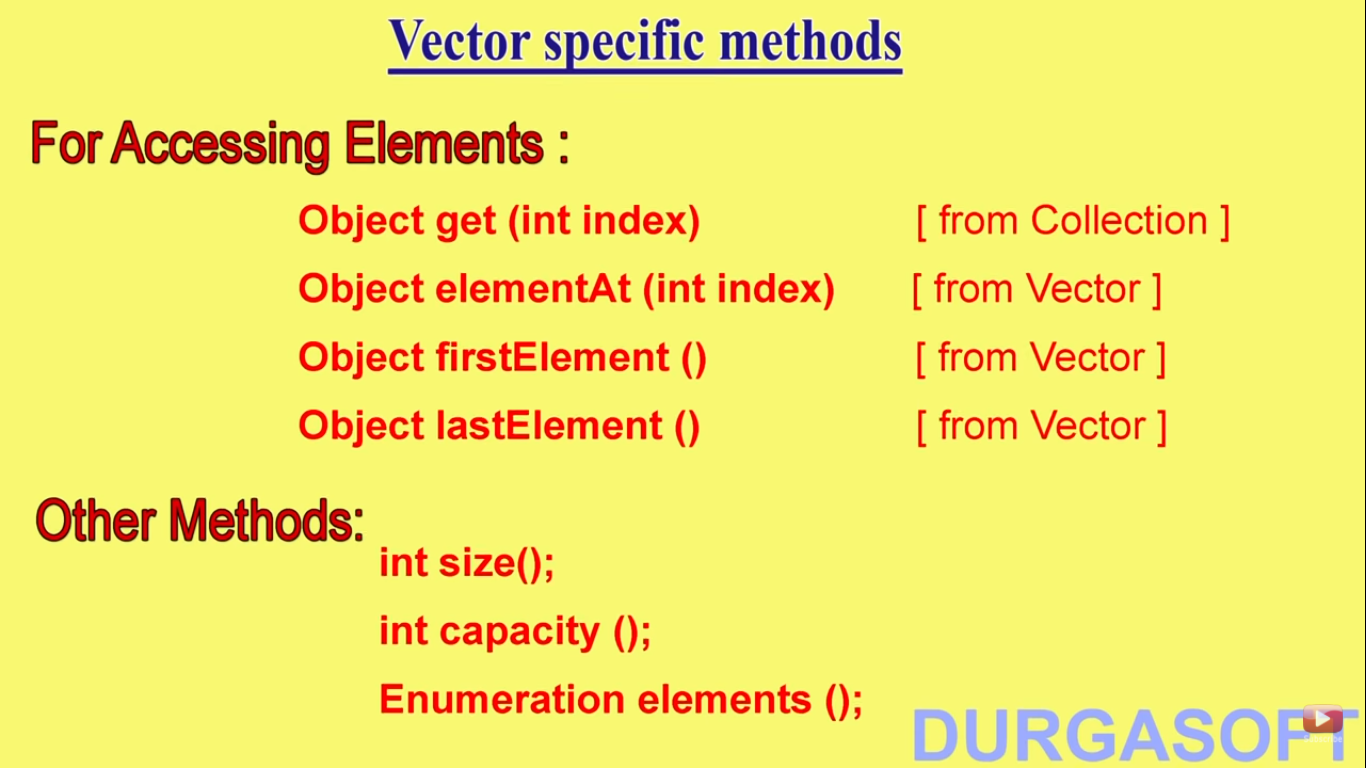 Vector specific methods
For Accessing Elements :
Object get (int index) [ from Collection ]
Object elementAt (int index) [ from Vector ]
Object firstElement () [ from Vector ]
Object lastElement () [ from Vector ]
Other Methods:
int size();
int capacity ();
Enumeration elements ();
DURGASOFT
Subscribe